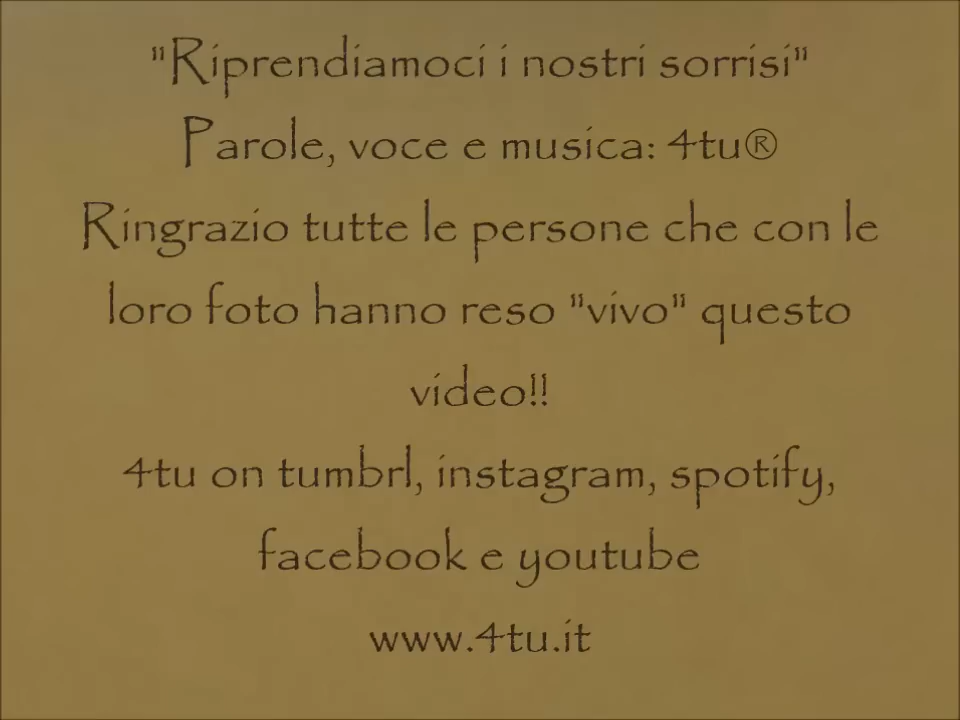 "Riprendiamoci i nostri sorrisi"
Parole, voce e musica: 4tu®
Ringrazio tutte le persone che con le
loro foto hanno reso "vivo" questo
video!!
4tu on tumbrl, instagram, spotify,
facebook e youtube
www.4tu.it